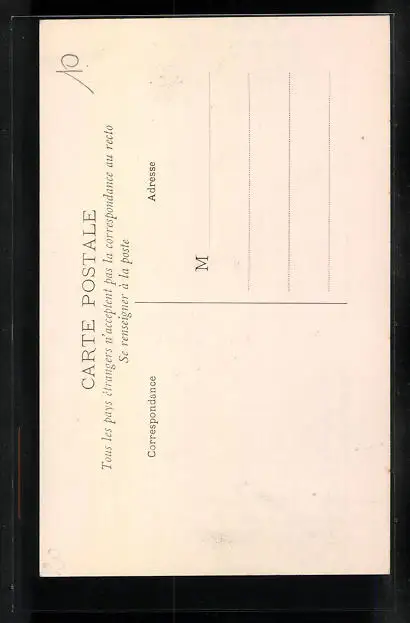 CARTE POSTALE
Tous les pays étrangers n'acceptent pas la correspondance au recto
Se renseigner à la poste
Correspondance
Adresse
M
10